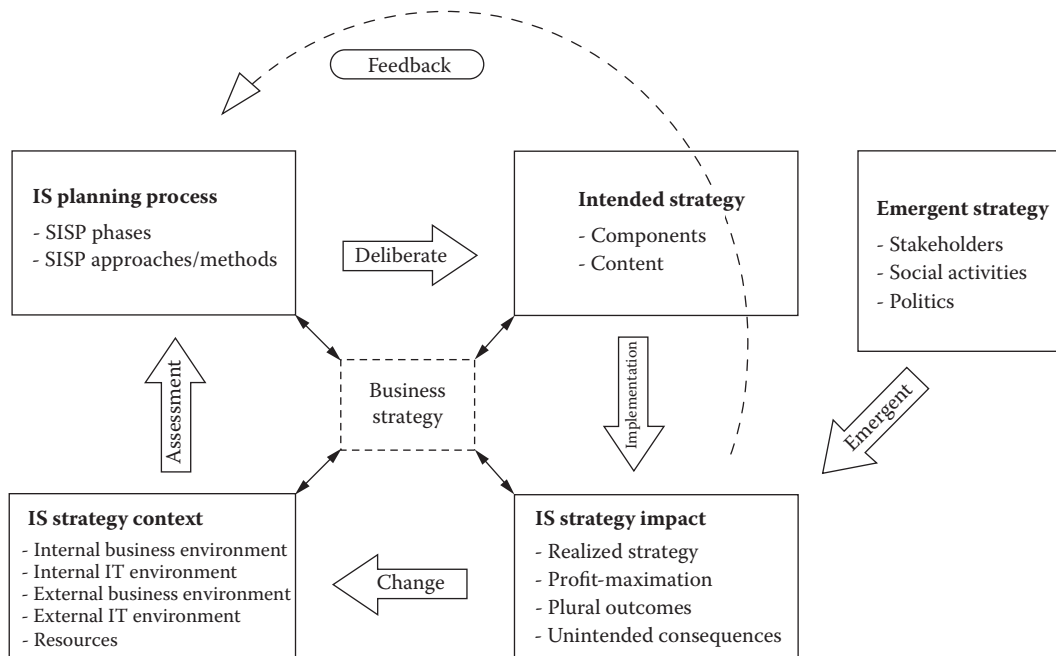 Feedback
IS planning process
- SISP phases
- SISP approaches/methods
Deliberate
Intended strategy
- Components
- Content
Emergent strategy
- Stakeholders
- Social activities
- Politics
Assessment
Business
strategy
Implementation
Emergent
IS strategy context
- Internal business environment
- Internal IT environment
- External business environment
- External IT environment
- Resources
Change
IS strategy impact
- Realized strategy
- Profit-maximation
- Plural outcomes
- Unintended consequences